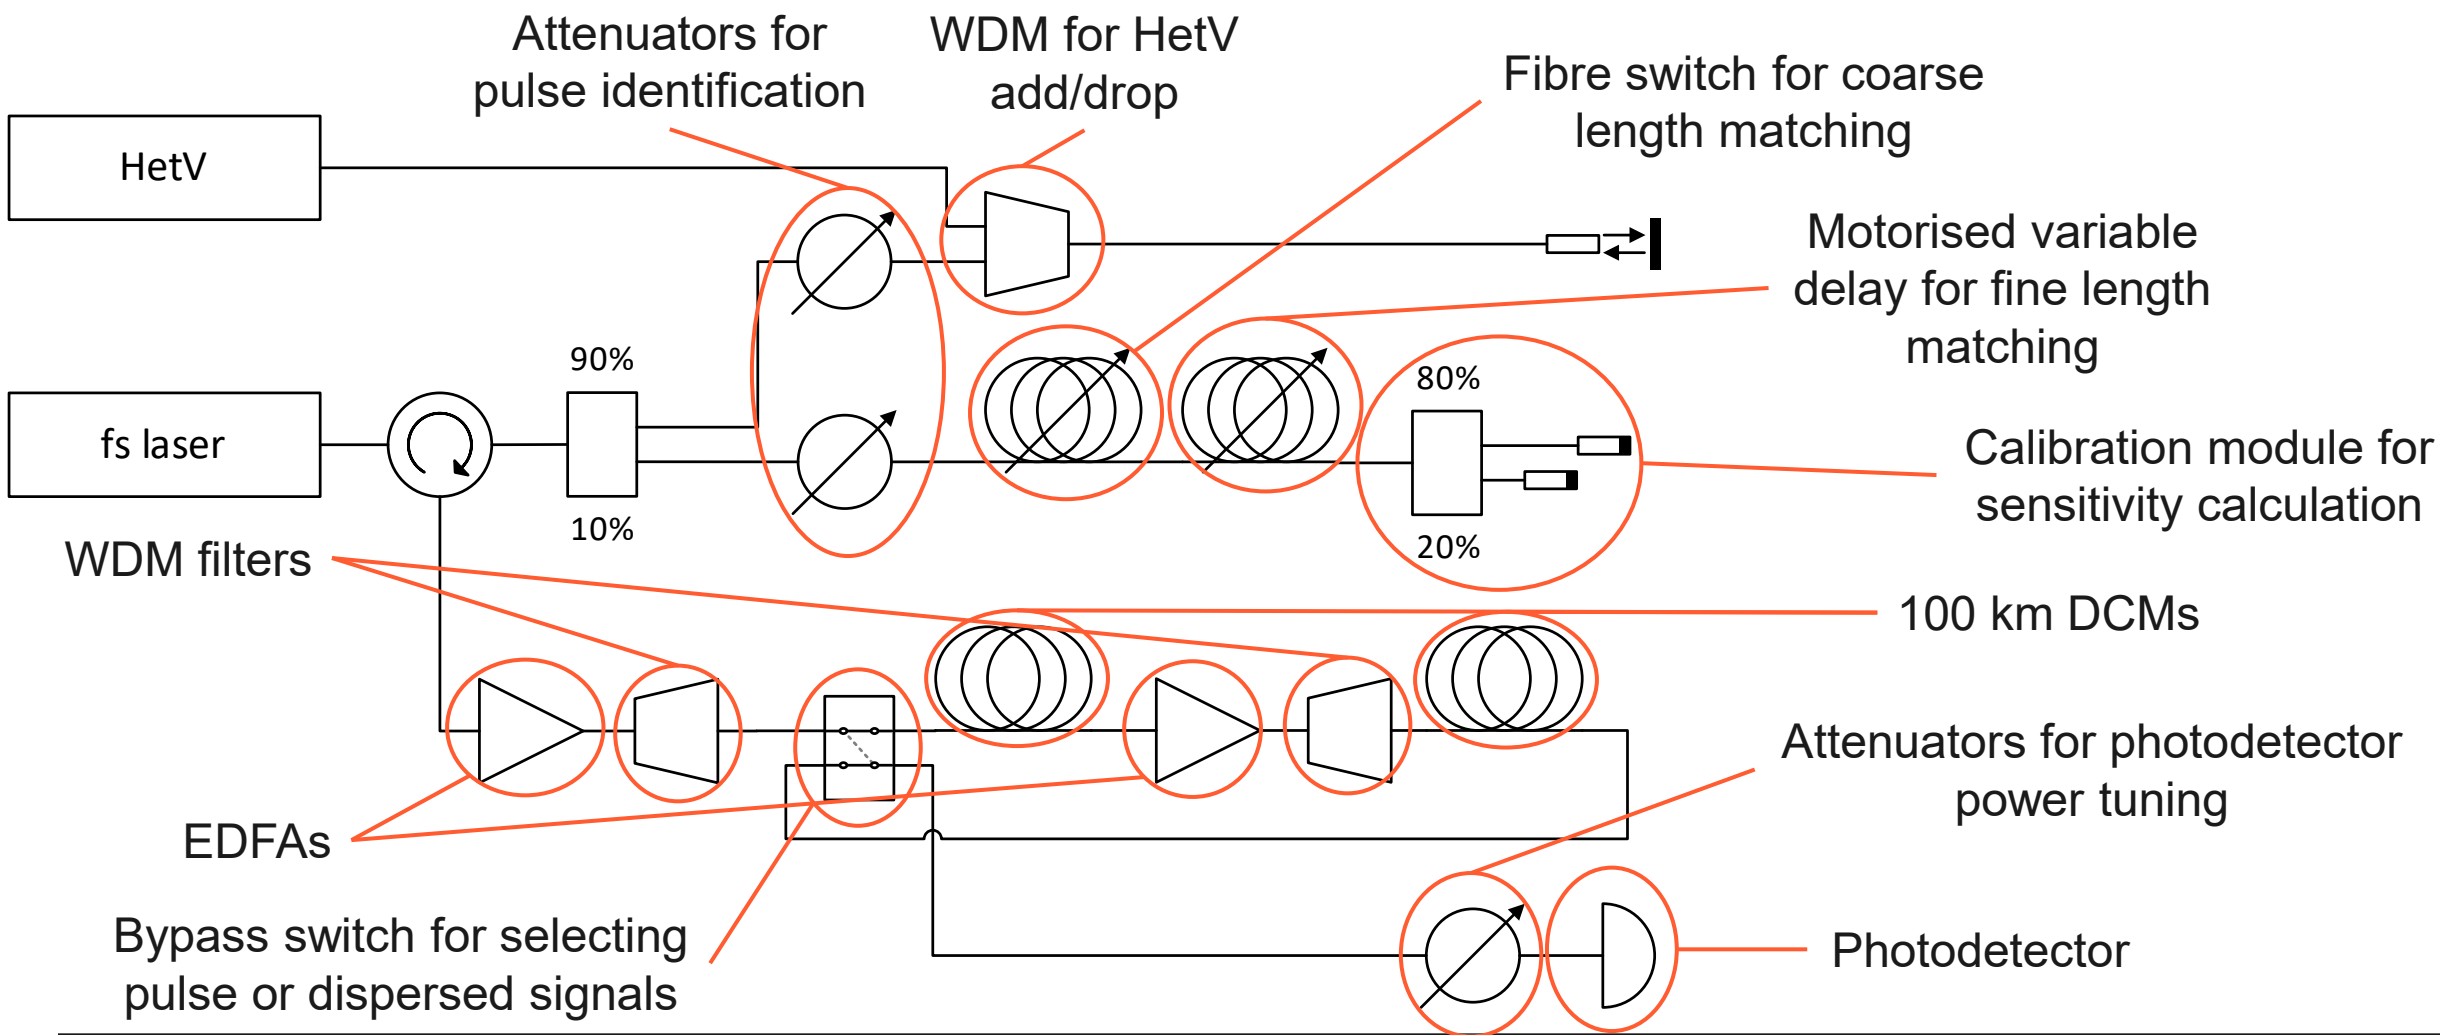 Attenuators for
pulse identification
WDM for HetV
add/drop
Fibre switch for coarse
length matching
HetV
Motorised variable
delay for fine length
matching
90%
80%
fs laser
Calibration module for
sensitivity calculation
10%
20%
WDM filters
100 km DCMs
Attenuators for photodetector
power tuning
EDFAs
Bypass switch for selecting
pulse or dispersed signals
Photodetector